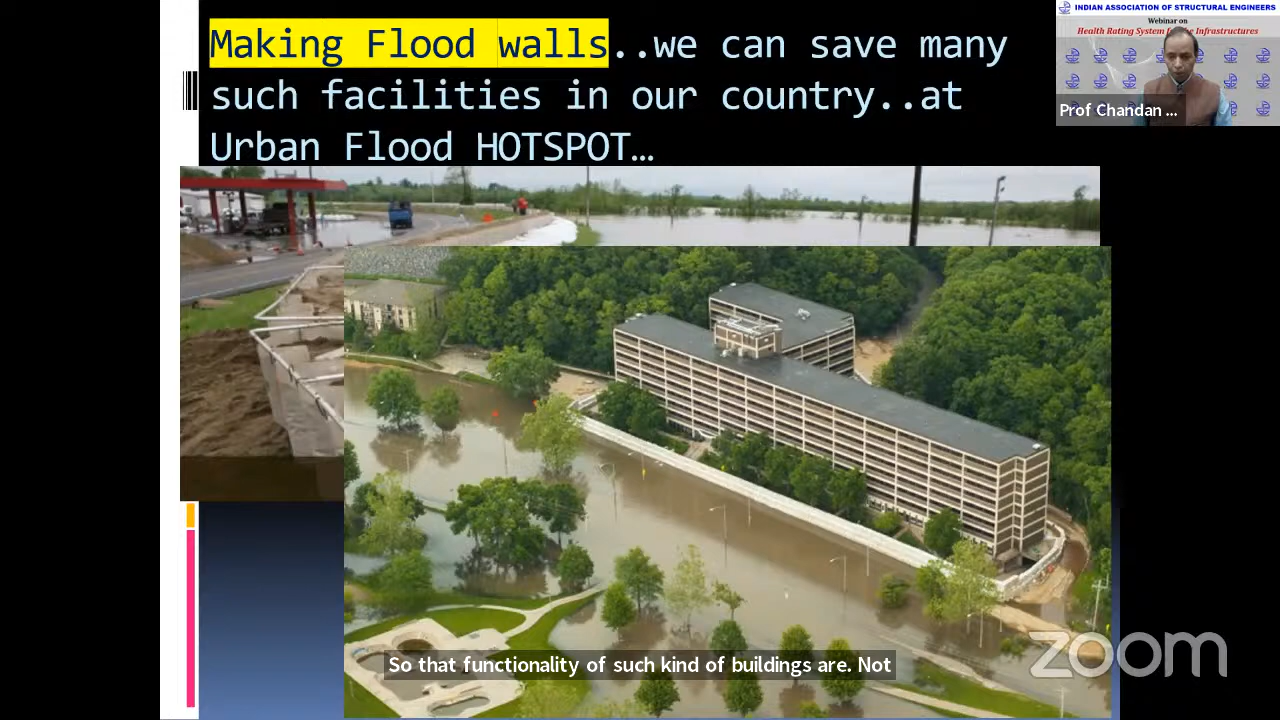 Making Flood walls..we can save many
such facilities in our country..at
Urban Flood HOTSPOT…
INDIAN ASSOCIATION OF STRUCTURAL ENGINEERS
Webinar on
Health Rating System Infrastructures
Prof Chandan ...
So that functionality of such kind of buildings are. Not
zoom